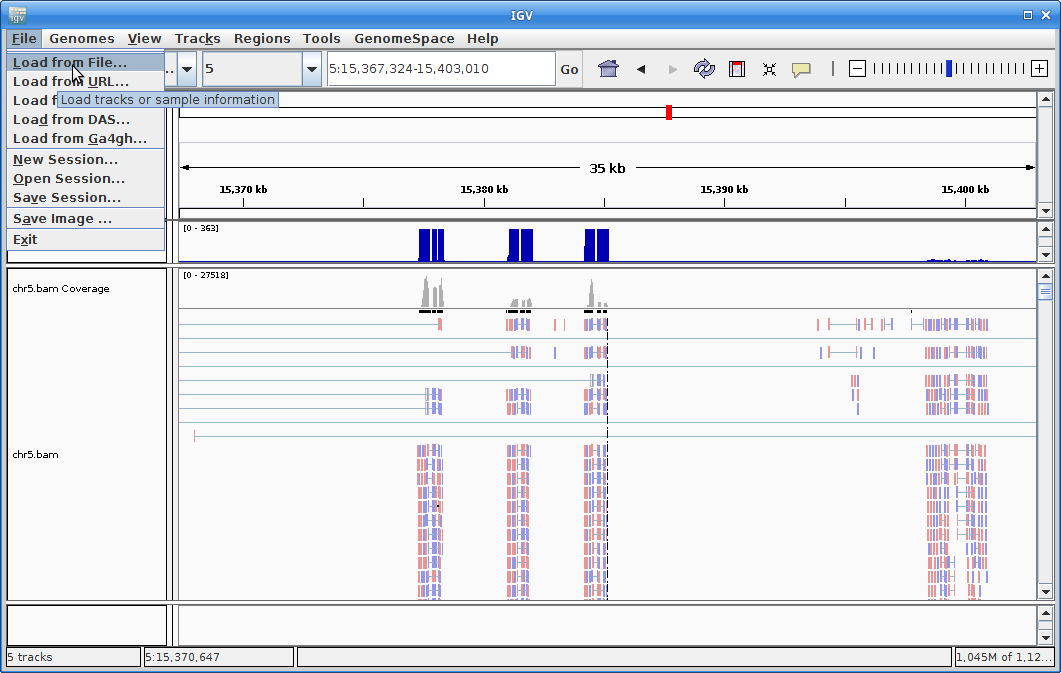 IGV
File Genomes View Tracks Regions Tools GenomeSpace Help
Load from File...
.. 5 5:15,367,324-15,403,010 Go
Load from URL...
Load f
Load tracks or sample information
Load from DAS...
Load from Ga4gh...
New Session...
Open Session...
Save Session...
Save Image ...
Exit
35 kb
15,370 kb 15,380 kb 15,390 kb 15,400 kb
[0 - 363]
[0 - 27518]
chr5.bam Coverage
chr5.bam
5 tracks 5:15,370,647 1,045M of 1,12...